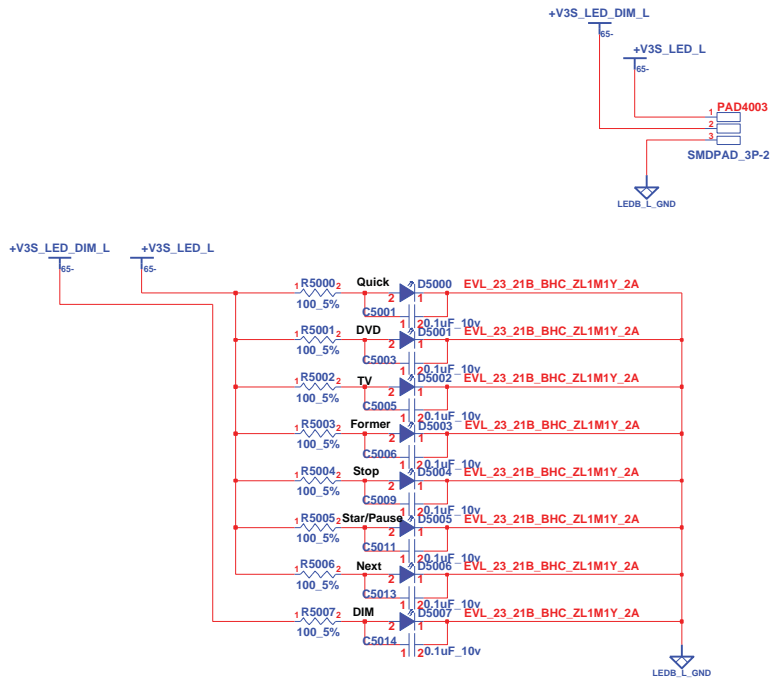 +V3S_LED_DIM_L
65-
+V3S_LED_L
65-
1 PAD4003
2
3
SMDPAD_3P-2
LEDB_L_GND
+V3S_LED_DIM_L +V3S_LED_L
65- 65-
1 R5000 2 Quick D5000 EVL_23_21B_BHC_ZL1M1Y_2A
100_5% 2 1
C5001 1 2 0.1uF_10v
1 R5001 2 DVD D5001 EVL_23_21B_BHC_ZL1M1Y_2A
100_5% 2 1
C5003 1 2 0.1uF_10v
1 R5002 2 TV D5002 EVL_23_21B_BHC_ZL1M1Y_2A
100_5% 2 1
C5005 1 2 0.1uF_10v
1 R5003 2 Former D5003 EVL_23_21B_BHC_ZL1M1Y_2A
100_5% 2 1
C5006 1 2 0.1uF_10v
1 R5004 2 Stop D5004 EVL_23_21B_BHC_ZL1M1Y_2A
100_5% 2 1
C5009 1 2 0.1uF_10v
1 R5005 2 Star/Pause D5005 EVL_23_21B_BHC_ZL1M1Y_2A
100_5% 2 1
C5011 1 2 0.1uF_10v
1 R5006 2 Next D5006 EVL_23_21B_BHC_ZL1M1Y_2A
100_5% 2 1
C5013 1 2 0.1uF_10v
1 R5007 2 DIM D5007 EVL_23_21B_BHC_ZL1M1Y_2A
100_5% 2 1
C5014 1 2 0.1uF_10v
LEDB_L_GND